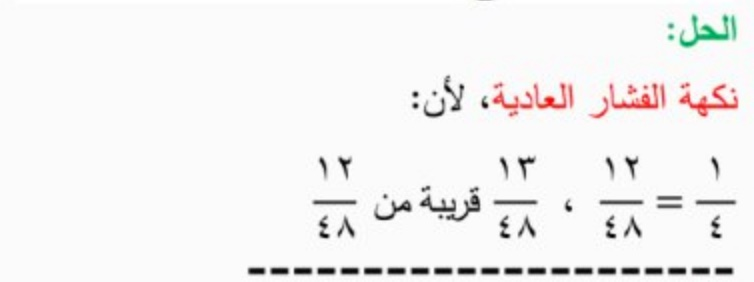 الحل:
نكهة الفشار العادية، لأن:
١/٤ = ١٢/٤٨ ، ١٣/٤٨ قريبة من ١٢/٤٨